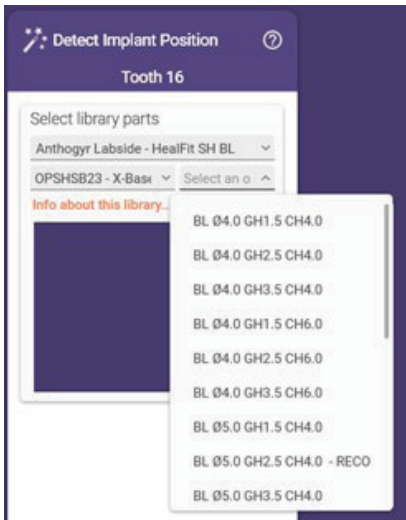 Detect Implant Position
Tooth 16
Select library parts
Anthogyr Labside - HealFit SH BL
OPSHSB23 - X-Base Select an o
Info about this library...
BL Ø4.0 GH1.5 CH4.0
BL Ø4.0 GH2.5 CH4.0
BL Ø4.0 GH3.5 CH4.0
BL Ø4.0 GH1.5 CH6.0
BL Ø4.0 GH2.5 CH6.0
BL Ø4.0 GH3.5 CH6.0
BL Ø5.0 GH1.5 CH4.0
BL Ø5.0 GH2.5 CH4.0 - RECO
BL Ø5.0 GH3.5 CH4.0